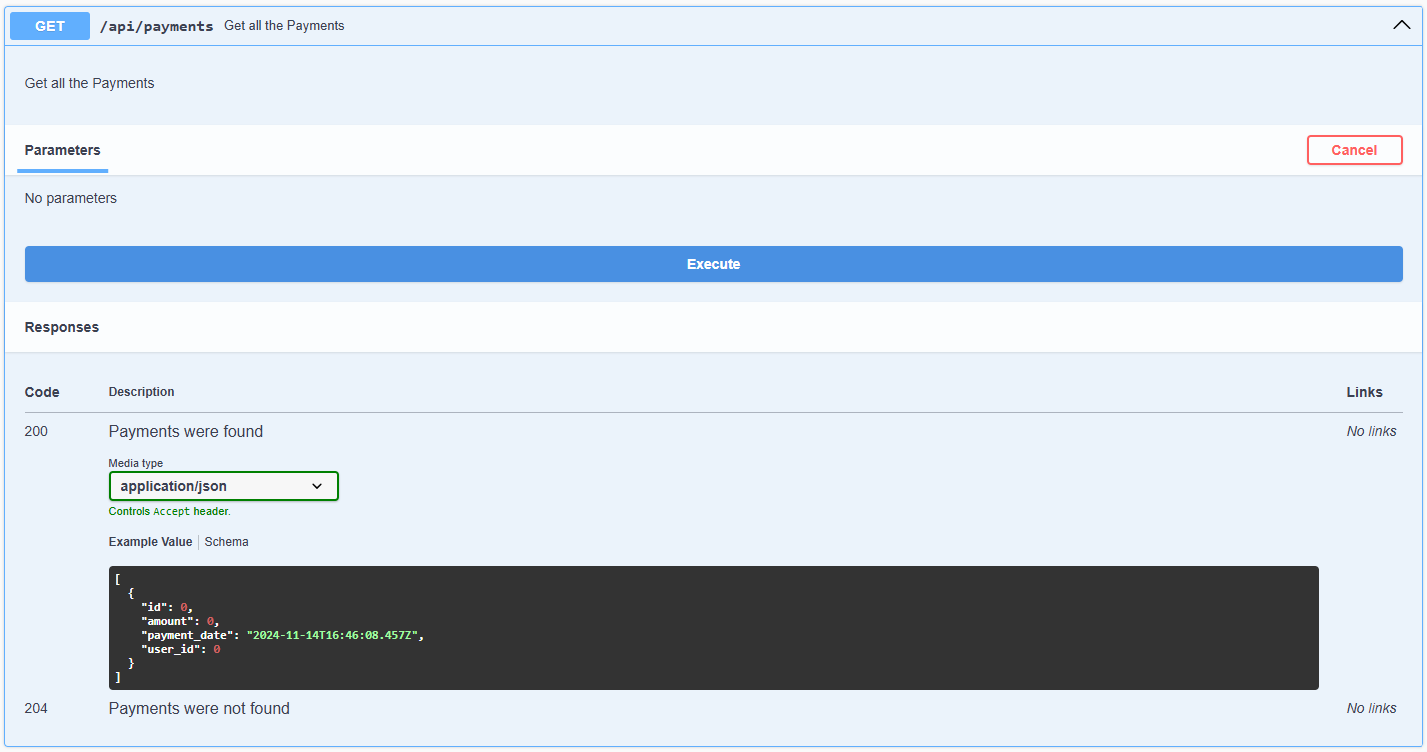 GET /api/payments Get all the Payments
Get all the Payments
Parameters Cancel
No parameters
Execute
Responses
Code Description Links
200 Payments were found No links
Media type
application/json
Controls Accept header.
Example Value Schema
[
  {
    "id": 0,
    "amount": 0,
    "payment_date": "2024-11-14T16:46:08.457Z",
    "user_id": 0
  }
]
204 Payments were not found No links